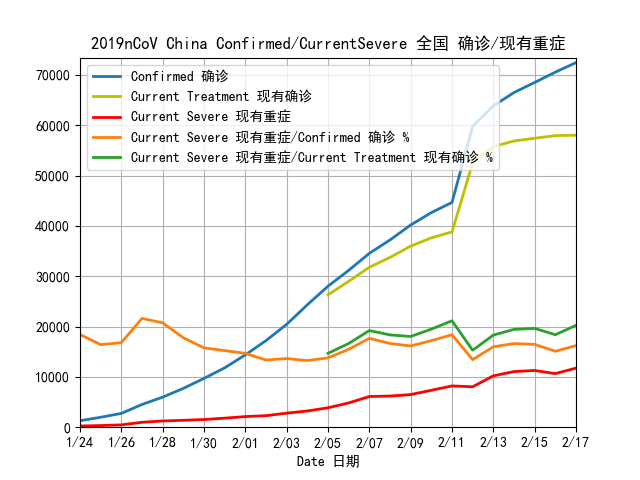 2019nCoV China Confirmed/CurrentSevere 全国 确诊/现有重症
Confirmed 确诊
Current Treatment 现有确诊
Current Severe 现有重症
Current Severe 现有重症/Confirmed 确诊 %
Current Severe 现有重症/Current Treatment 现有确诊 %
70000
60000
50000
40000
30000
20000
10000
0
1/24 1/26 1/28 1/30 2/01 2/03 2/05 2/07 2/09 2/11 2/13 2/15 2/17
Date 日期